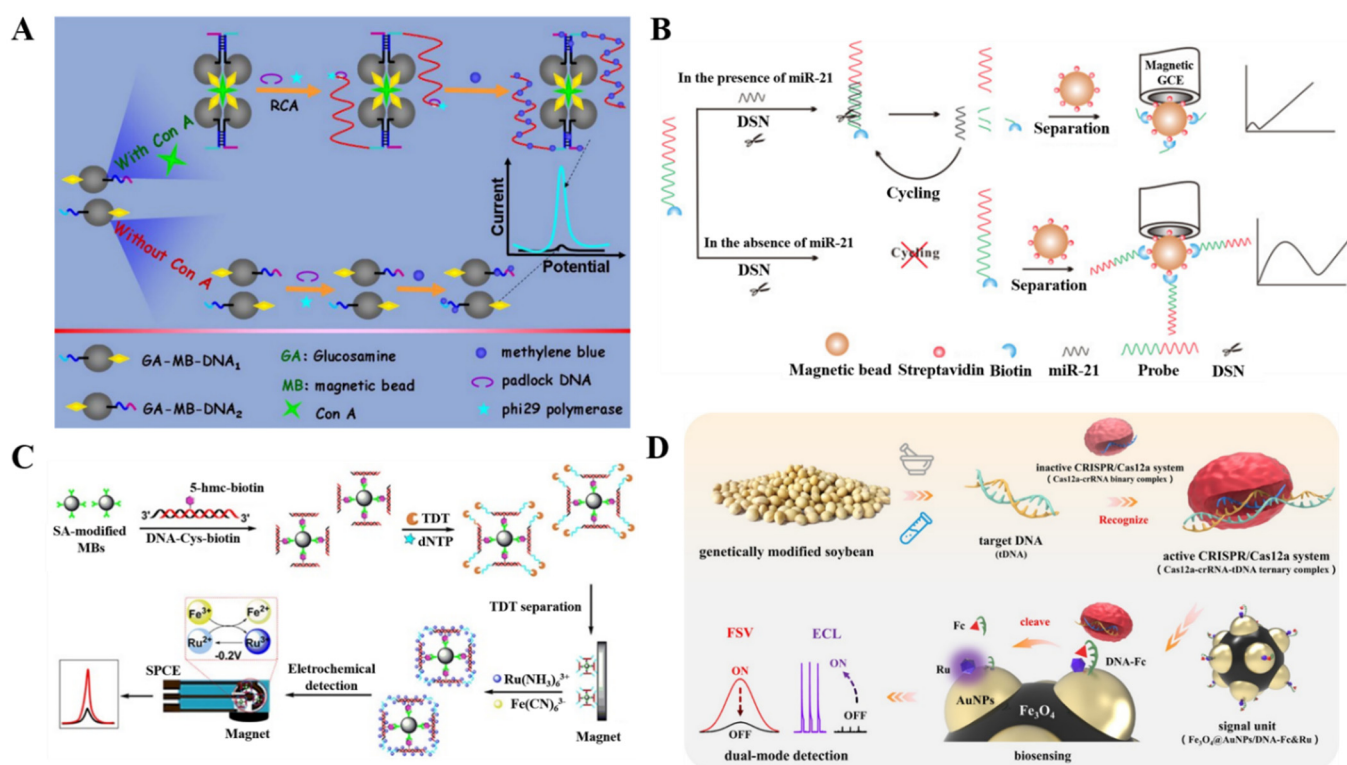 A
With Con A
RCA
Without Con A
Current
Potential
GA-MB-DNA1
GA-MB-DNA2
GA: Glucosamine
MB: magnetic bead
Con A
methylene blue
padlock DNA
phi29 polymerase
B
In the presence of miR-21
DSN
Cycling
Separation
Magnetic
GCE
In the absence of miR-21
DSN
Cycling
Separation
Magnetic bead
Streptavidin
Biotin
miR-21
Probe
DSN
C
SA-modified
MBs
5-hmc-biotin
3'
3'
DNA-Cys-biotin
TDT
dNTP
TDT separation
Magnet
Ru(NH3)6³⁺
Fe(CN)6³⁻
Eletrochemical
detection
Fe³⁺
Fe²⁺
Ru²⁺
Ru³⁺
-0.2V
SPCE
Magnet
D
genetically modified soybean
target DNA
(tDNA)
inactive CRISPR/Cas12a system
(Cas12a-crRNA binary complex)
Recognize
active CRISPR/Cas12a system
(Cas12a-crRNA-tDNA ternary complex)
FSV
ON
OFF
ECL
ON
OFF
dual-mode detection
Fc
cleave
Ru
DNA-Fc
AuNPs
Fe3O4
biosensing
signal unit
(Fe3O4@AuNPs/DNA-Fc&Ru)